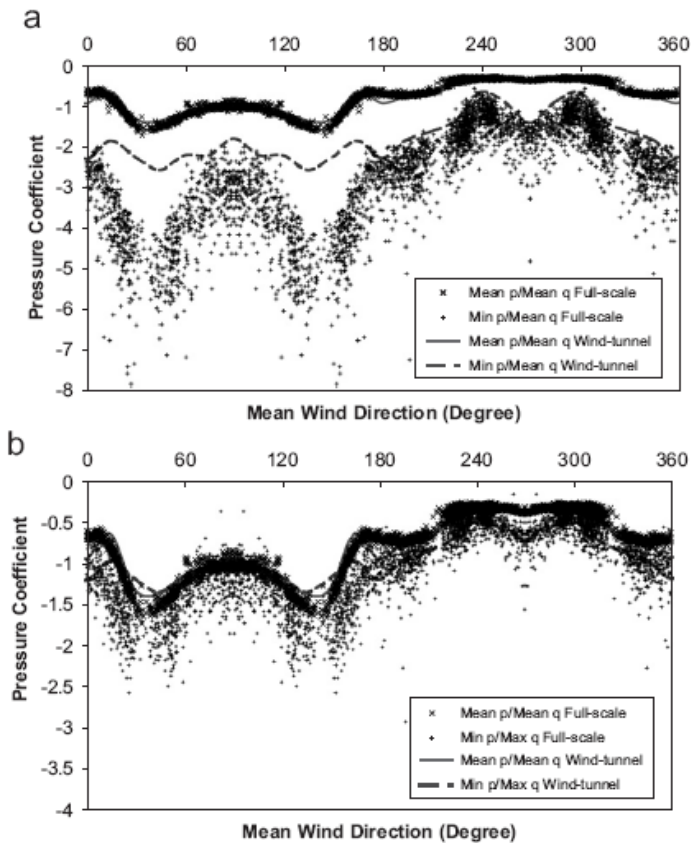 a
0 60 120 180 240 300 360
0
-1
-2
-3
-4
-5
-6
-7
-8
Pressure Coefficient
Mean p/Mean q Full-scale
Min p/Mean q Full-scale
Mean p/Mean q Wind-tunnel
Min p/Mean q Wind-tunnel
Mean Wind Direction (Degree)
b
0 60 120 180 240 300 360
0
-0.5
-1
-1.5
-2
-2.5
-3
-3.5
-4
Pressure Coefficient
Mean p/Mean q Full-scale
Min p/Max q Full-scale
Mean p/Mean q Wind-tunnel
Min p/Max q Wind-tunnel
Mean Wind Direction (Degree)